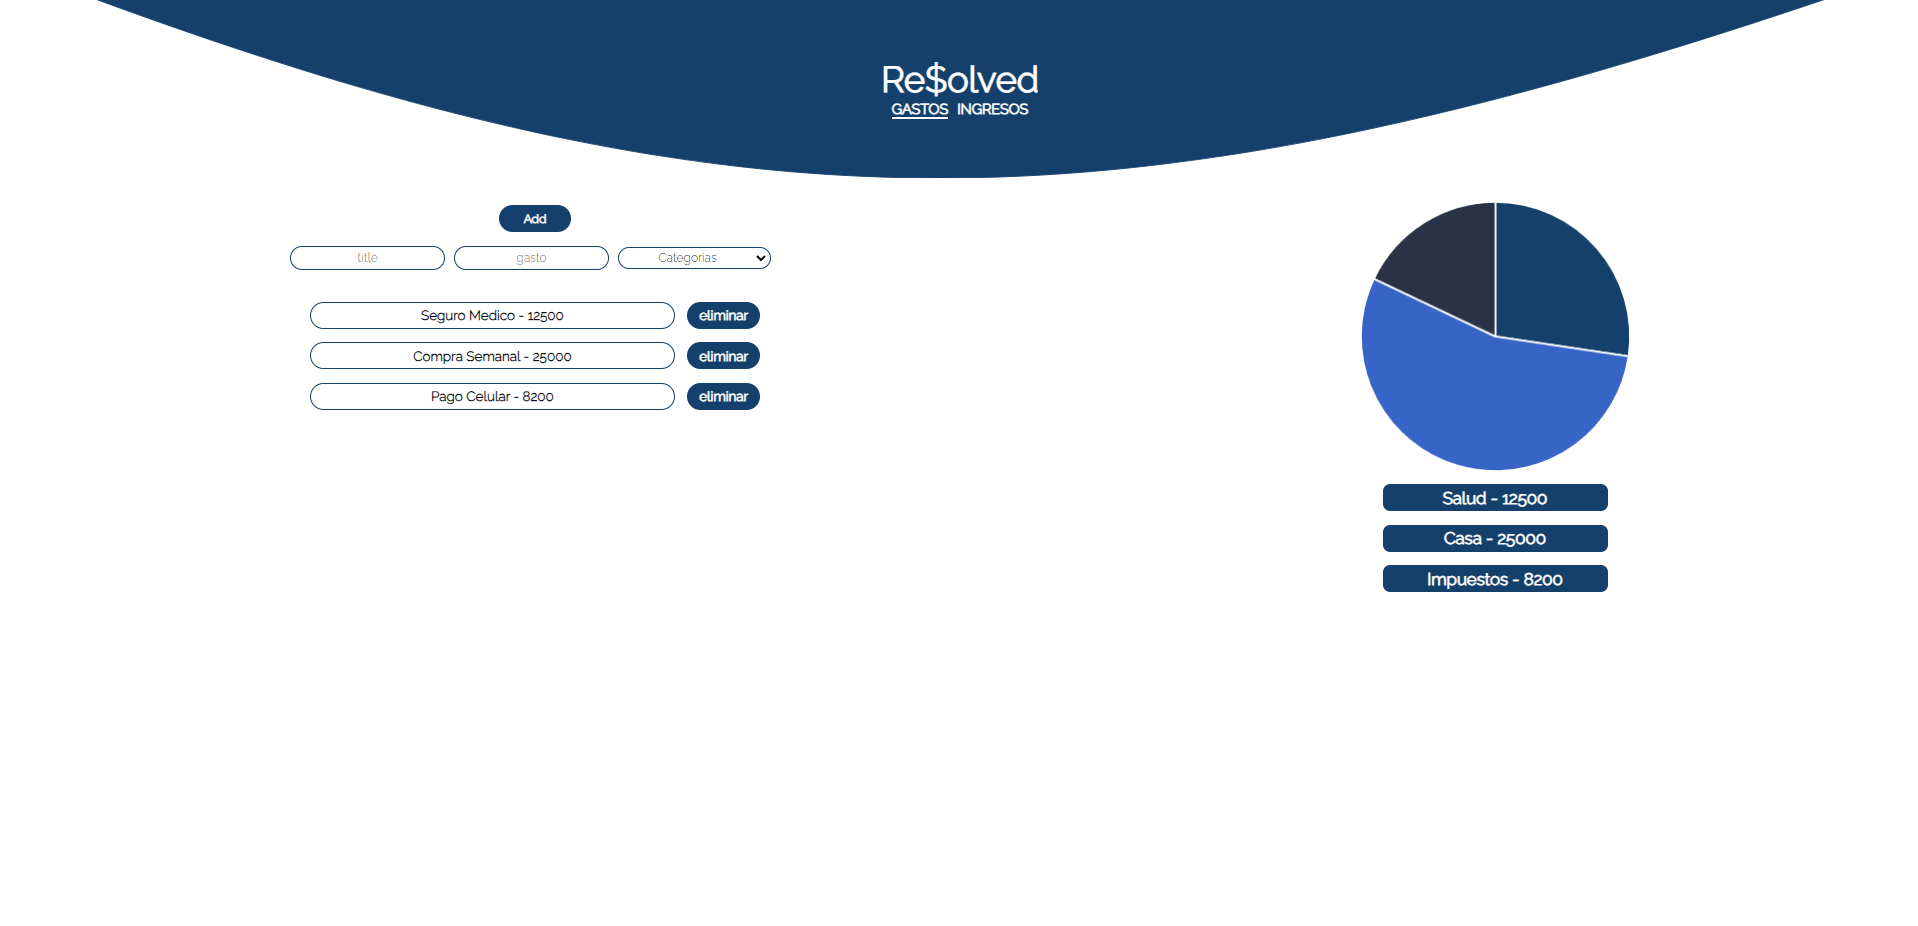 Re$olved
GASTOS INGRESOS
Add
title gasto Categorias
Seguro Medico - 12500 eliminar
Compra Semanal - 25000 eliminar
Pago Celular - 8200 eliminar
Salud - 12500
Casa - 25000
Impuestos - 8200